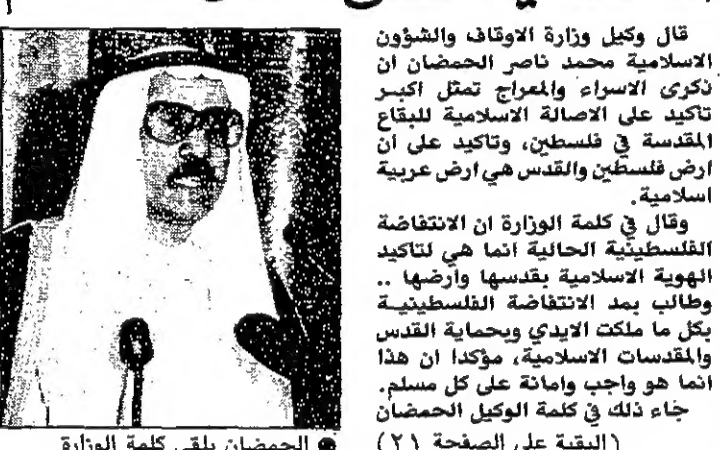 قال وكيل وزارة الاوقاف والشؤون
الاسلامية محمد ناصر الحمضان ان
ذكرى الاسراء والمعراج تمثل اكبر
تاكيد على الاصالة الاسلامية للبقاع
المقدسة في فلسطين، وتاكيد على ان
ارض فلسطين والقدس هي ارض عربية
اسلامية.
وقال في كلمة الوزارة ان الانتفاضة
الفلسطينية الحالية انما هي لتاكيد
الهوية الاسلامية بقدسها وارضها ..
وطالب بمد الانتفاضة الفلسطينية
بكل ما ملكت الايدي وبحماية القدس
والمقدسات الاسلامية، مؤكدا ان هذا
انما هو واجب وامانة على كل مسلم.
جاء ذلك في كلمة الوكيل الحمضان
(البقية على الصفحة ٢١)
● الحمضان يلقي كلمة الوزارة